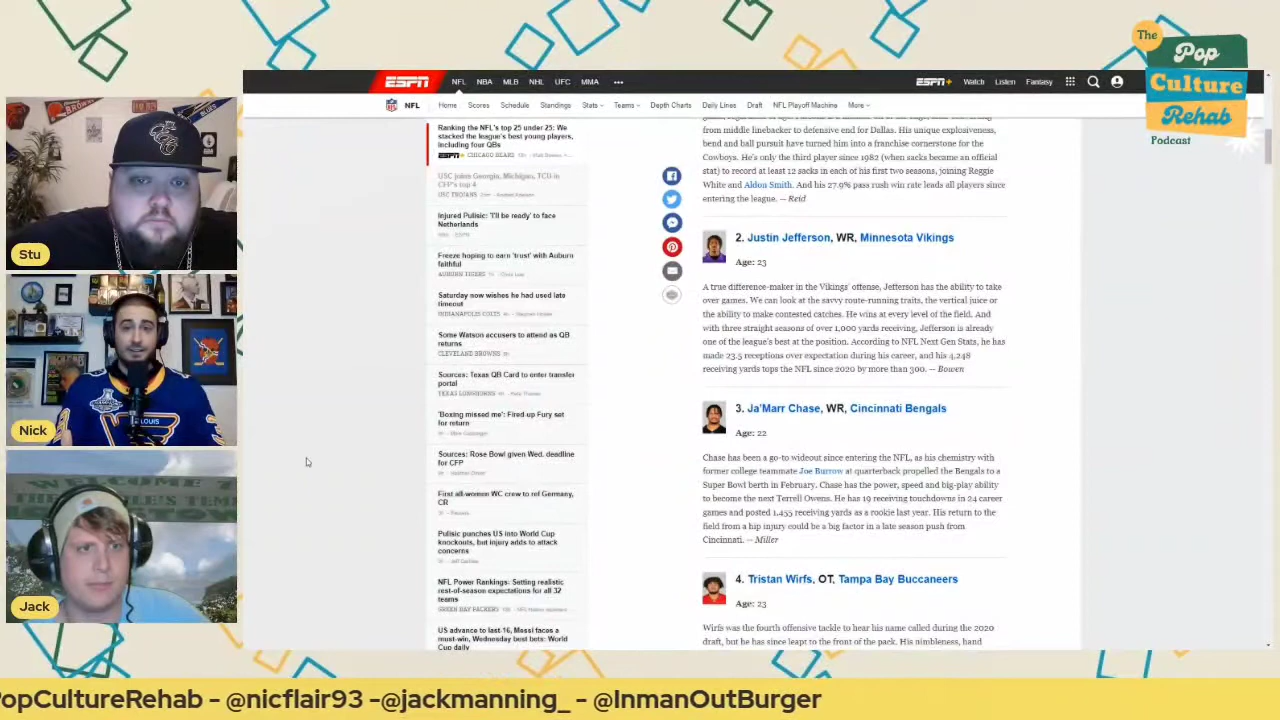 The
Pop
Culture
Rehab
Podcast
ESPN
NFL NBA MLB NHL UFC MMA •••
ESPN+ Watch Listen Fantasy
NFL Home Scores Schedule Standings Stats Teams Depth Charts Daily Lines Draft NFL Playoff Machine More
Ranking the NFL's top 25 under 25: We
stacked the league's best young players,
including four QBs
ESPN+ CHICAGO BEARS
USC joins Georgia, Michigan, TCU in
CFP's top 4
USC TROJANS
Injured Pulisic: 'I'll be ready' to face
Netherlands
Freeze hoping to earn 'trust' with Auburn
faithful
AUBURN TIGERS
Saturday now wishes he had used late
timeout
INDIANAPOLIS COLTS
Some Watson accusers to attend as QB
returns
CLEVELAND BROWNS
Sources: Texas QB Card to enter transfer
portal
TEXAS LONGHORNS
'Boxing missed me': Fired-up Fury set
for return
Sources: Rose Bowl given Wed. deadline
for CFP
First all-women WC crew to ref Germany,
CR
Pulisic punches US into World Cup
knockouts, but injury adds to attack
concerns
NFL Power Rankings: Setting realistic
rest-of-season expectations for all 32
teams
GREEN BAY PACKERS
US advance to last-16, Messi faces a
must-win, Wednesday best bets: World
Cup daily
from middle linebacker to defensive end for Dallas. His unique explosiveness,
bend and ball pursuit have turned him into a franchise cornerstone for the
Cowboys. He's only the third player since 1982 (when sacks became an official
stat) to record at least 12 sacks in each of his first two seasons, joining Reggie
White and Aldon Smith. And his 27.9% pass rush win rate leads all players since
entering the league. -- Reid
2. Justin Jefferson, WR, Minnesota Vikings
Age: 23
A true difference-maker in the Vikings' offense, Jefferson has the ability to take
over games. We can look at the savvy route-running traits, the vertical juice or
the ability to make contested catches. He wins at every level of the field. And
with three straight seasons of over 1,000 yards receiving, Jefferson is already
one of the league's best at the position. According to NFL Next Gen Stats, he has
made 23.5 receptions over expectation during his career, and his 4,248
receiving yards tops the NFL since 2020 by more than 300. -- Bowen
3. Ja'Marr Chase, WR, Cincinnati Bengals
Age: 22
Chase has been a go-to wideout since entering the NFL, as his chemistry with
former college teammate Joe Burrow at quarterback propelled the Bengals to a
Super Bowl berth in February. Chase has the power, speed and big-play ability
to become the next Terrell Owens. He has 19 receiving touchdowns in 24 career
games and posted 1,455 receiving yards as a rookie last year. His return to the
field from a hip injury could be a big factor in a late season push from
Cincinnati. -- Miller
4. Tristan Wirfs, OT, Tampa Bay Buccaneers
Age: 23
Wirfs was the fourth offensive tackle to hear his name called during the 2020
draft, but he has since leapt to the front of the pack. His nimbleness, hand
Stu
Nick
LOUIS
Jack
PopCultureRehab - @nicflair93 -@jackmanning_ - @InmanOutBurger